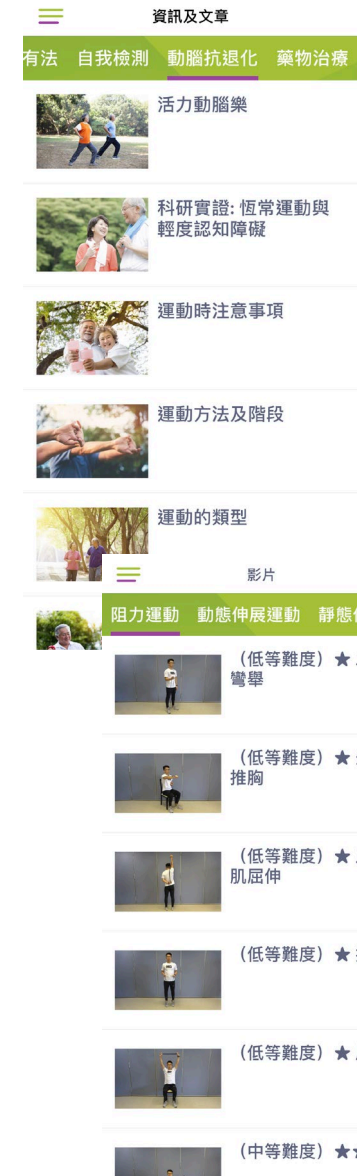 資訊及文章
有法 自我檢測 動腦抗退化 藥物治療
活力動腦樂
科研實證: 恆常運動與
輕度認知障礙
運動時注意事項
運動方法及階段
運動的類型
影片
阻力運動 動態伸展運動 靜態
（低等難度）★
彎舉
（低等難度）★
推胸
（低等難度）★
肌屈伸
（低等難度）★
（低等難度）★
（中等難度）★